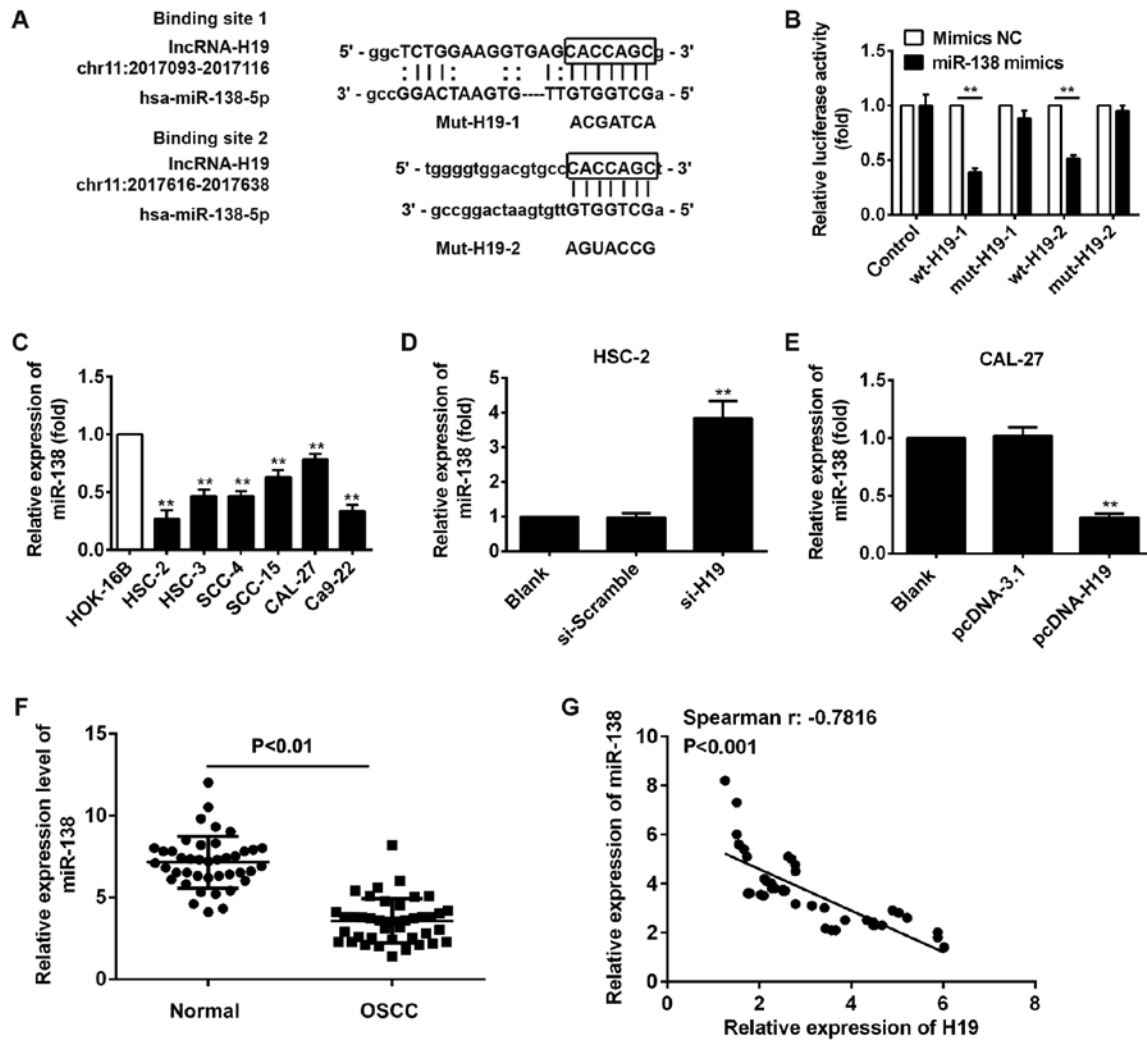 A
Binding site 1
lncRNA-H19
chr11:2017093-2017116
hsa-miR-138-5p
5' - ggcTCTGGAAGGTGAGCACCAGCg - 3'
3' - gccGGACTAAGTG----TTGTGGTCGa - 5'
Mut-H19-1 ACGATCA
Binding site 2
lncRNA-H19
chr11:2017616-2017638
hsa-miR-138-5p
5' - tggggtggacgtgccCACCAGCt - 3'
3' - gccggactaagtgttGTGGTCGa - 5'
Mut-H19-2 AGUACCG
B
Relative luciferase activity
(fold)
1.5
1.0
0.5
0.0
Mimics NC
miR-138 mimics
**
**
Control
wt-H19-1
mut-H19-1
wt-H19-2
mut-H19-2
C
Relative expression of
miR-138 (fold)
1.5
1.0
0.5
0.0
**
**
**
**
**
**
HOK-16B
HSC-2
HSC-3
SCC-4
SCC-15
CAL-27
Ca9-22
D
HSC-2
Relative expression of
miR-138 (fold)
5
4
3
2
1
0
**
Blank
si-Scramble
si-H19
E
CAL-27
Relative expression of
miR-138 (fold)
1.5
1.0
0.5
0.0
**
Blank
pcDNA-3.1
pcDNA-H19
F
Relative expression level of
miR-138
15
10
5
0
P<0.01
Normal
OSCC
G
Spearman r: -0.7816
P<0.001
Relative expression of miR-138
10
8
6
4
2
0
0 2 4 6 8
Relative expression of H19